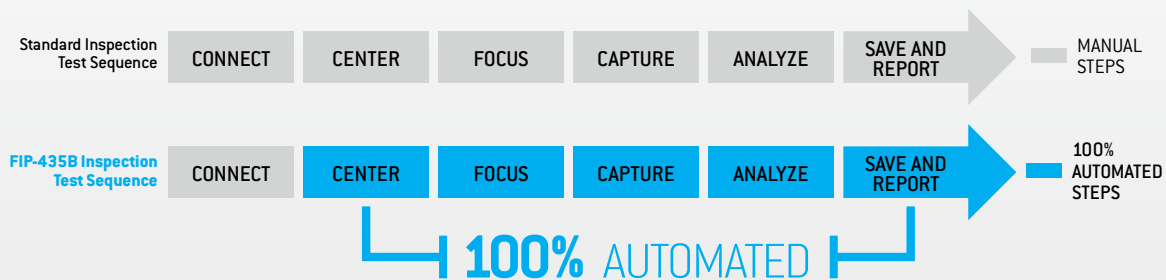 Standard Inspection
Test Sequence
CONNECT
CENTER
FOCUS
CAPTURE
ANALYZE
SAVE AND
REPORT
MANUAL
STEPS
FIP-435B Inspection
Test Sequence
CONNECT
CENTER
FOCUS
CAPTURE
ANALYZE
SAVE AND
REPORT
100%
AUTOMATED
STEPS
100% AUTOMATED